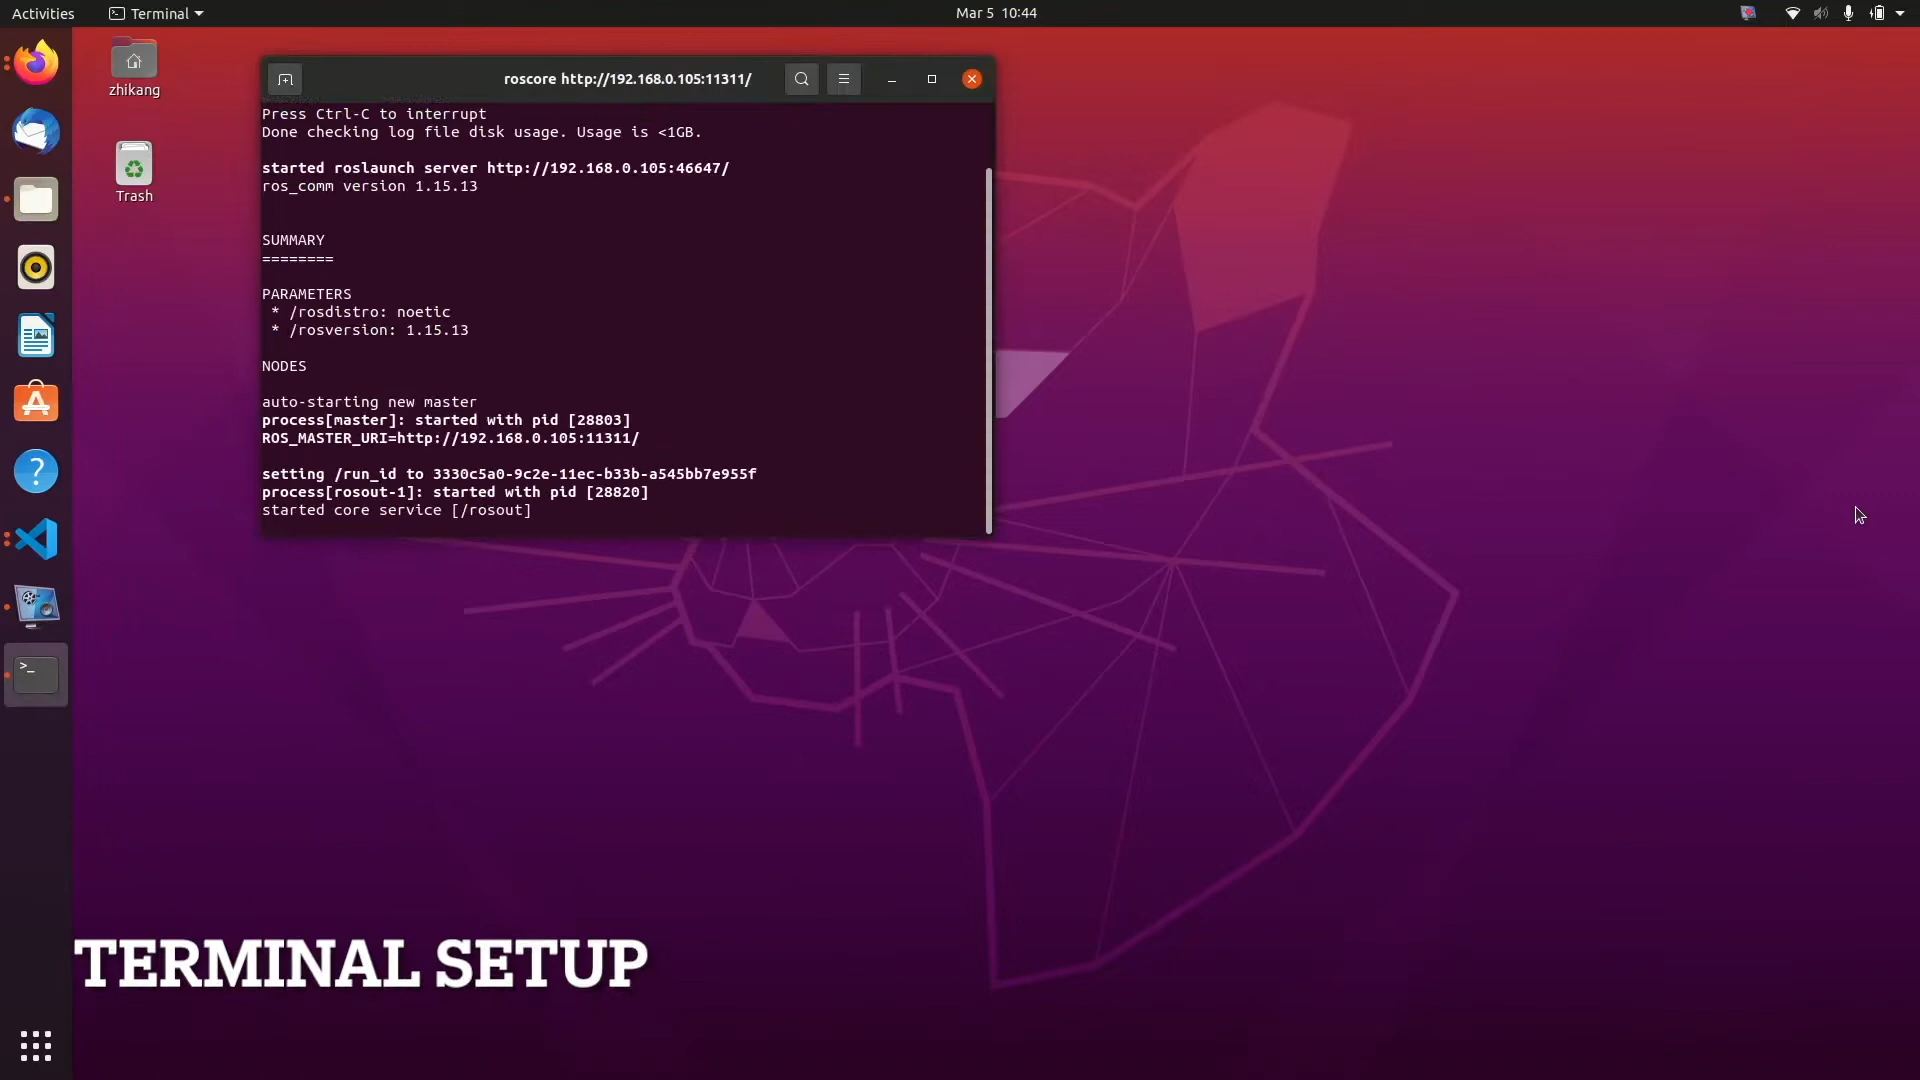 Activities
Terminal
Mar 5 10:44
zhikang
Trash
roscore http://192.168.0.105:11311/
Press Ctrl-C to interrupt
Done checking log file disk usage. Usage is <1GB.
started roslaunch server http://192.168.0.105:46647/
ros_comm version 1.15.13
SUMMARY
========
PARAMETERS
* /rosdistro: noetic
* /rosversion: 1.15.13
NODES
auto-starting new master
process[master]: started with pid [28803]
ROS_MASTER_URI=http://192.168.0.105:11311/
setting /run_id to 3330c5a0-9c2e-11ec-b33b-a545bb7e955f
process[rosout-1]: started with pid [28820]
started core service [/rosout]
TERMINAL SETUP